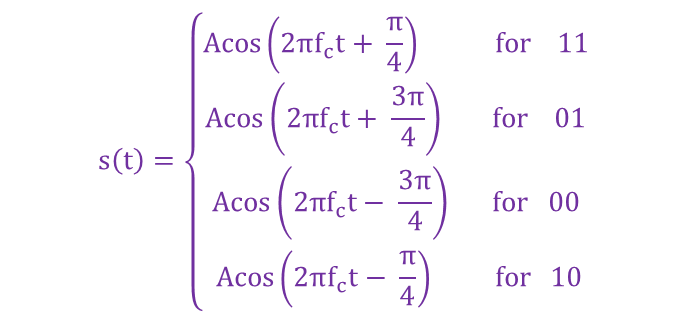 Acos(2πf_ct + π/4) for 11
Acos(2πf_ct + 3π/4) for 01
s(t) =
Acos(2πf_ct − 3π/4) for 00
Acos(2πf_ct − π/4) for 10